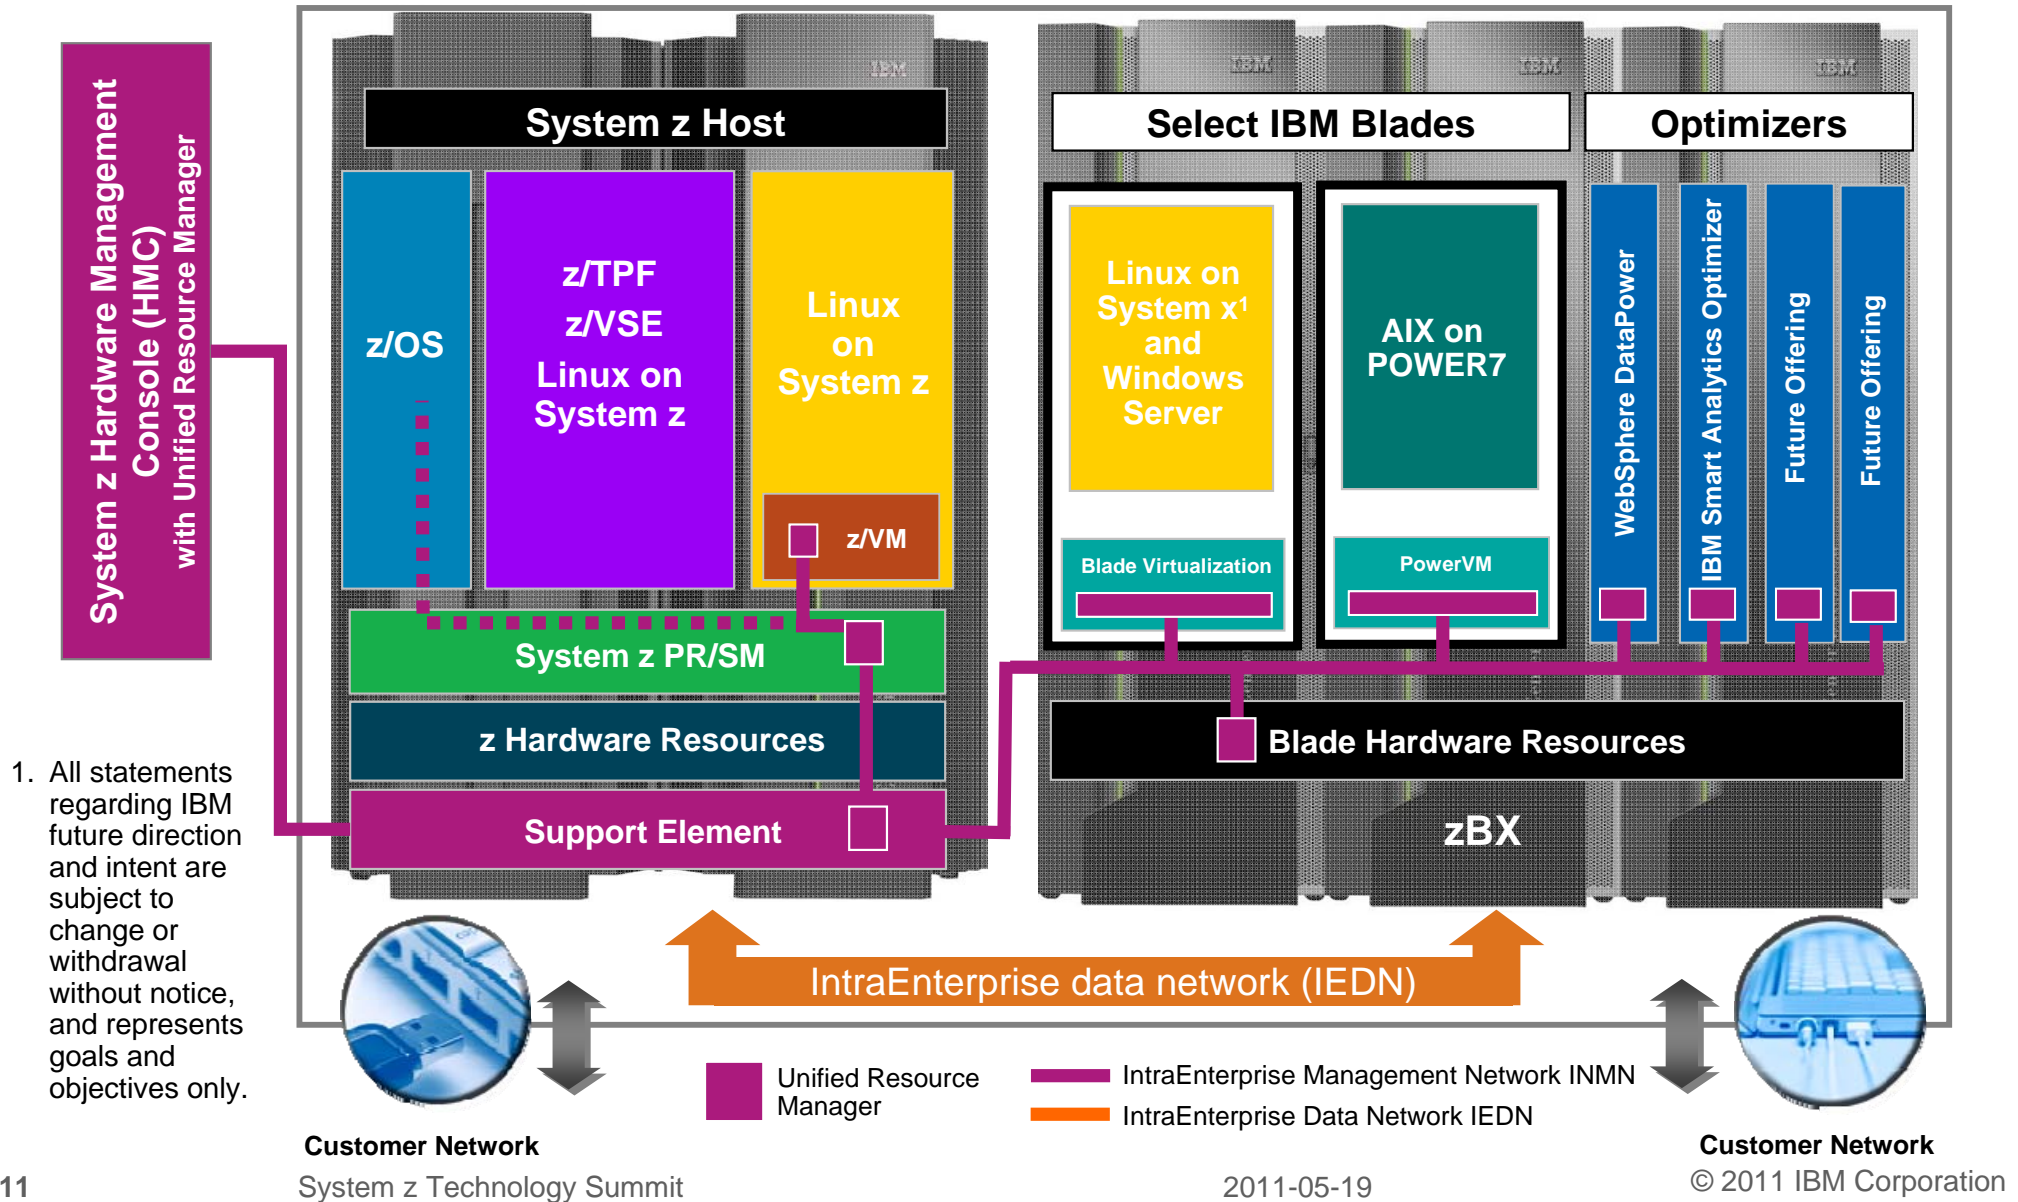 System z Hardware Management
Console (HMC)
with Unified Resource Manager
IBM
System z Host
z/OS
z/TPF
z/VSE
Linux on
System z
Linux
on
System z
z/VM
System z PR/SM
z Hardware Resources
Support Element
IBM
IBM
IBM
Select IBM Blades
Optimizers
Linux on
System x1
and
Windows
Server
Blade Virtualization
AIX on
POWER7
PowerVM
WebSphere DataPower
IBM Smart Analytics Optimizer
Future Offering
Future Offering
Blade Hardware Resources
zBX
1. All statements
regarding IBM
future direction
and intent are
subject to
change or
withdrawal
without notice,
and represents
goals and
objectives only.
IntraEnterprise data network (IEDN)
Unified Resource
Manager
IntraEnterprise Management Network INMN
IntraEnterprise Data Network IEDN
Customer Network
Customer Network
11
System z Technology Summit
2011-05-19
© 2011 IBM Corporation